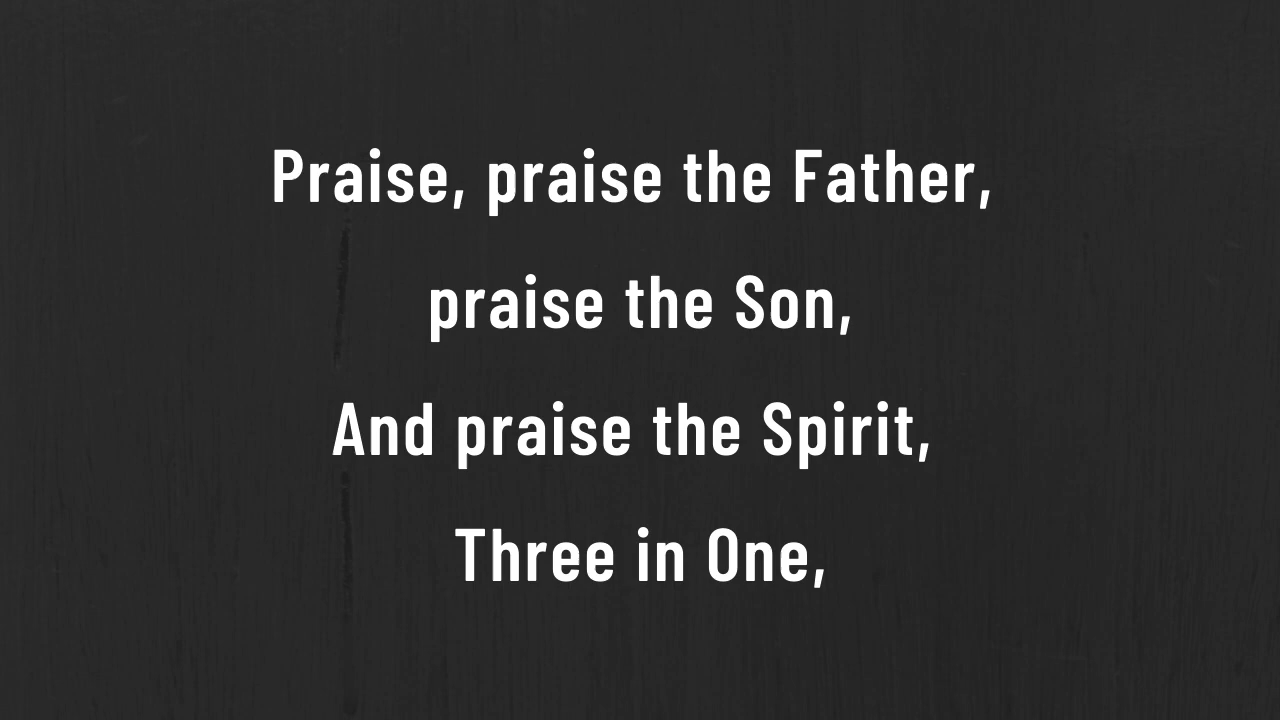 Praise, praise the Father,
praise the Son,
And praise the Spirit,
Three in One,